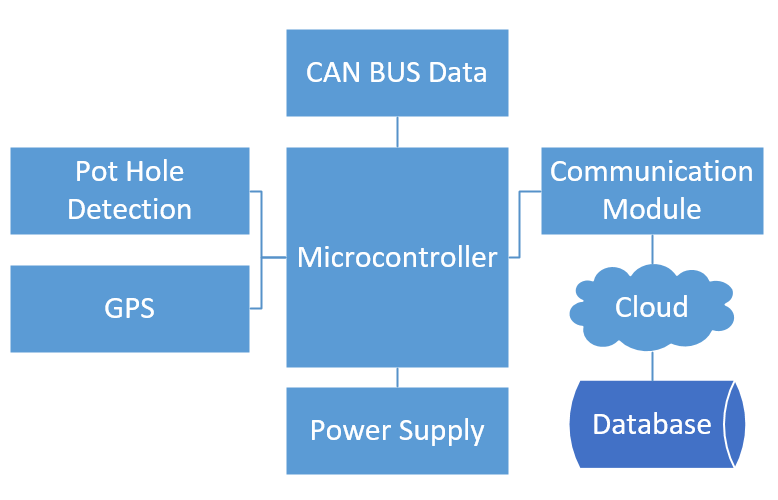 CAN BUS Data
Pot Hole
Detection
Communication
Module
Microcontroller
GPS
Cloud
Power Supply
Database